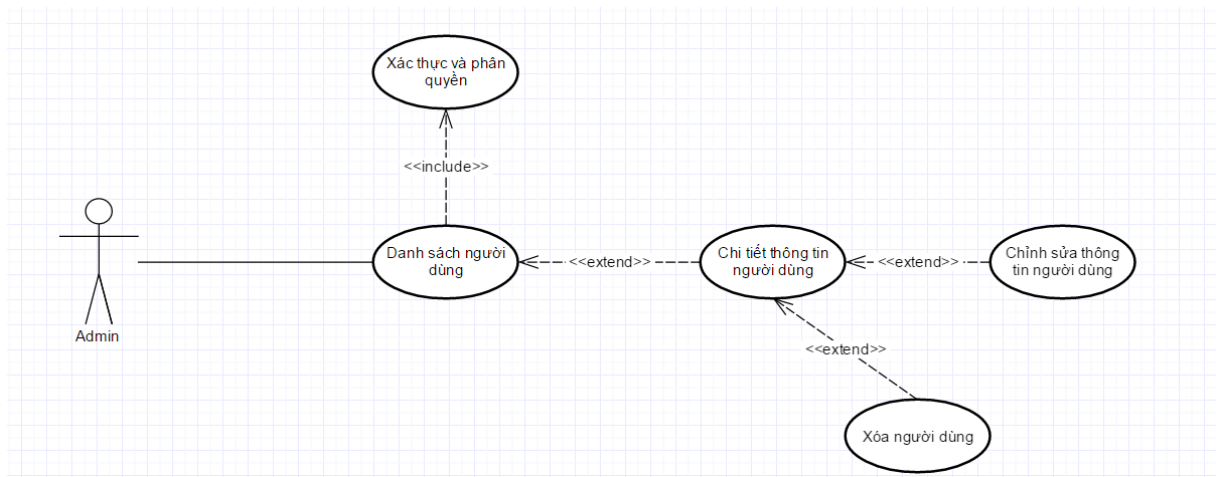 Xác thực và phân
quyền
<<include>>
Danh sách người
dùng
<<extend>>
Chi tiết thông tin
người dùng
<<extend>>
Chỉnh sửa thông
tin người dùng
Admin
<<extend>>
Xóa người dùng